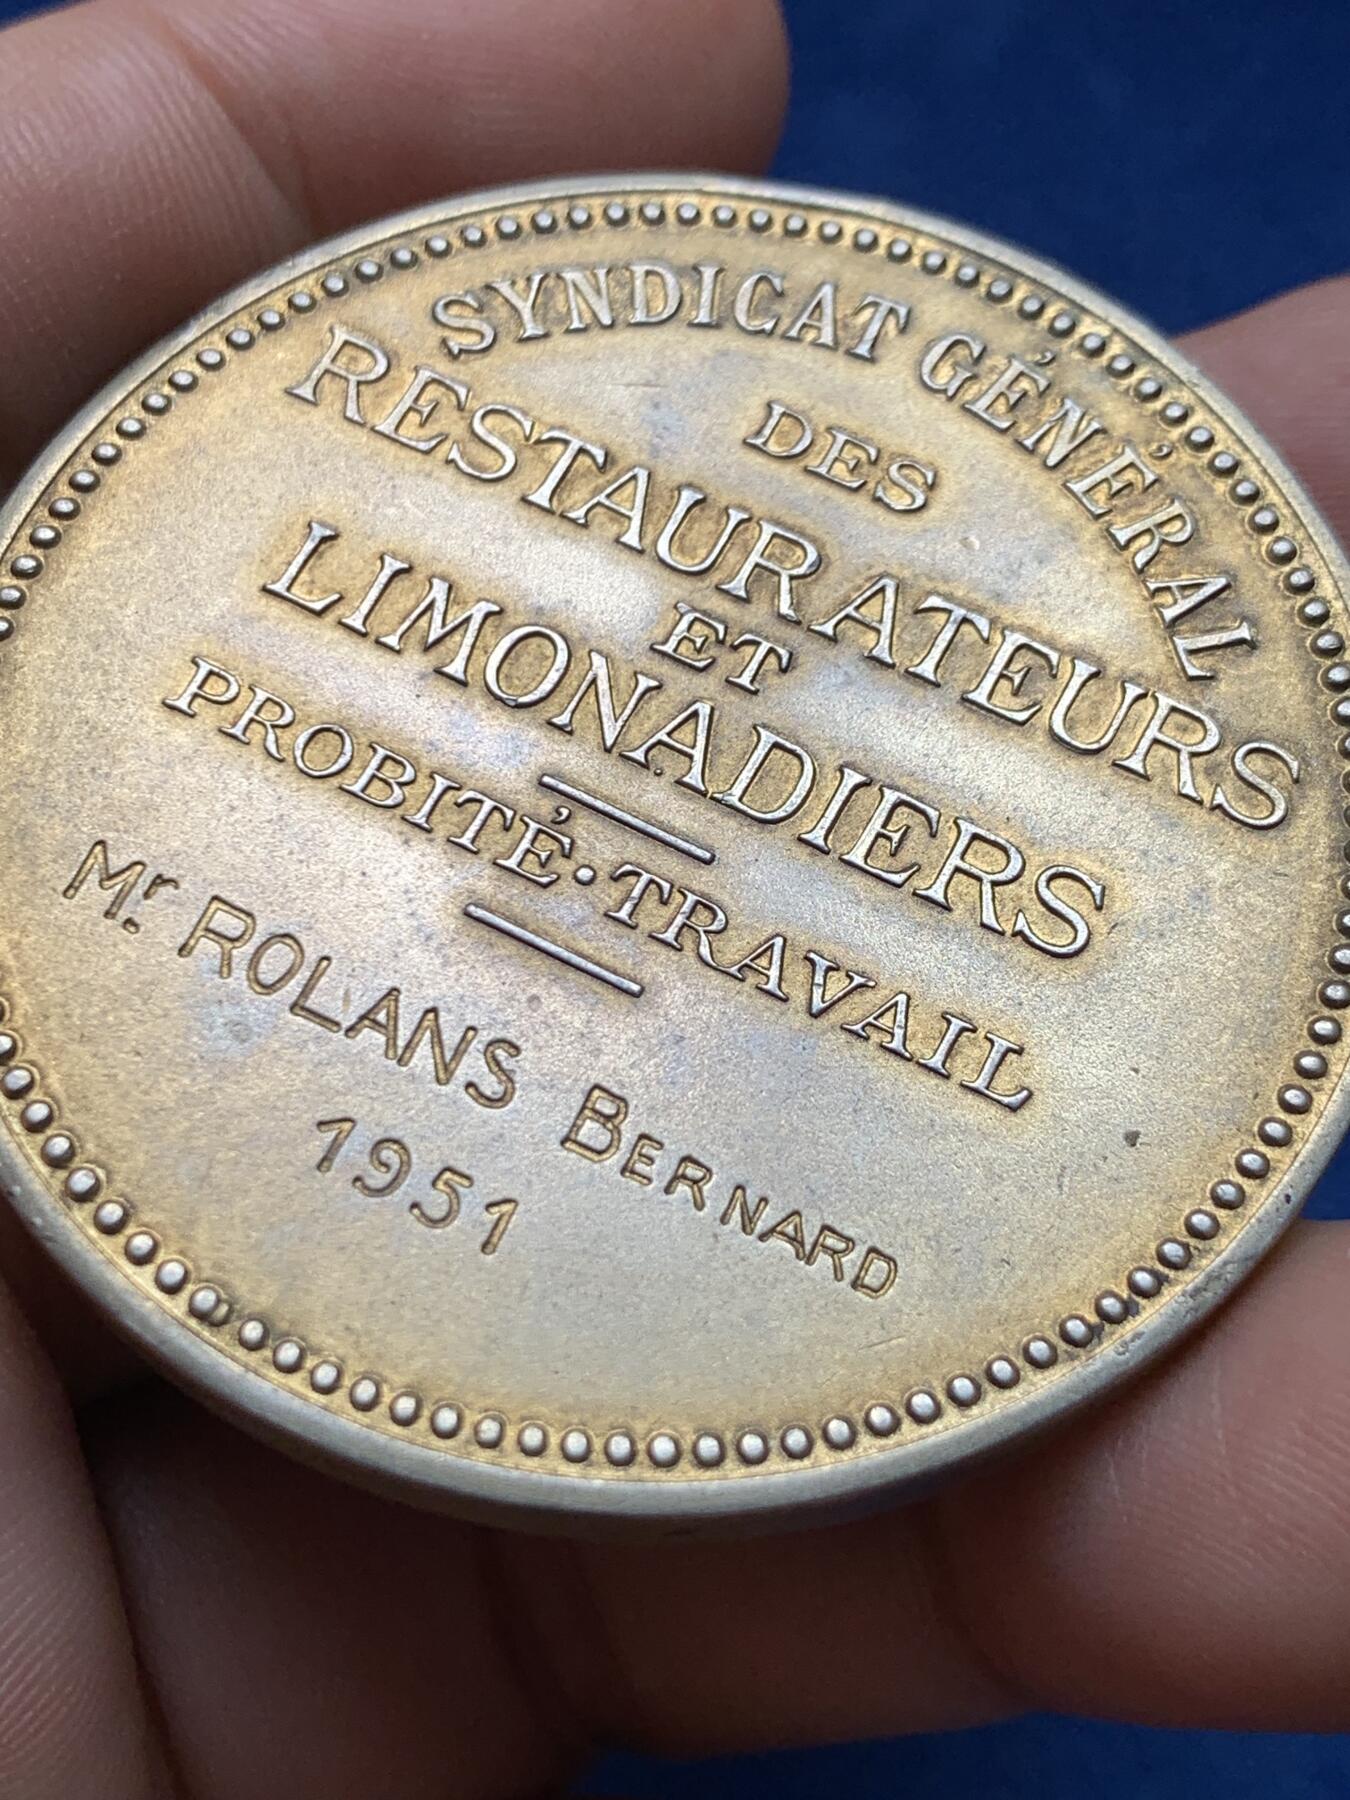 SYNDICAT GÉNÉRAL
DES
RESTAURATEURS
ET
LIMONADIERS
PROBITÉ·TRAVAIL
Mr ROLANS BERNARD
1951